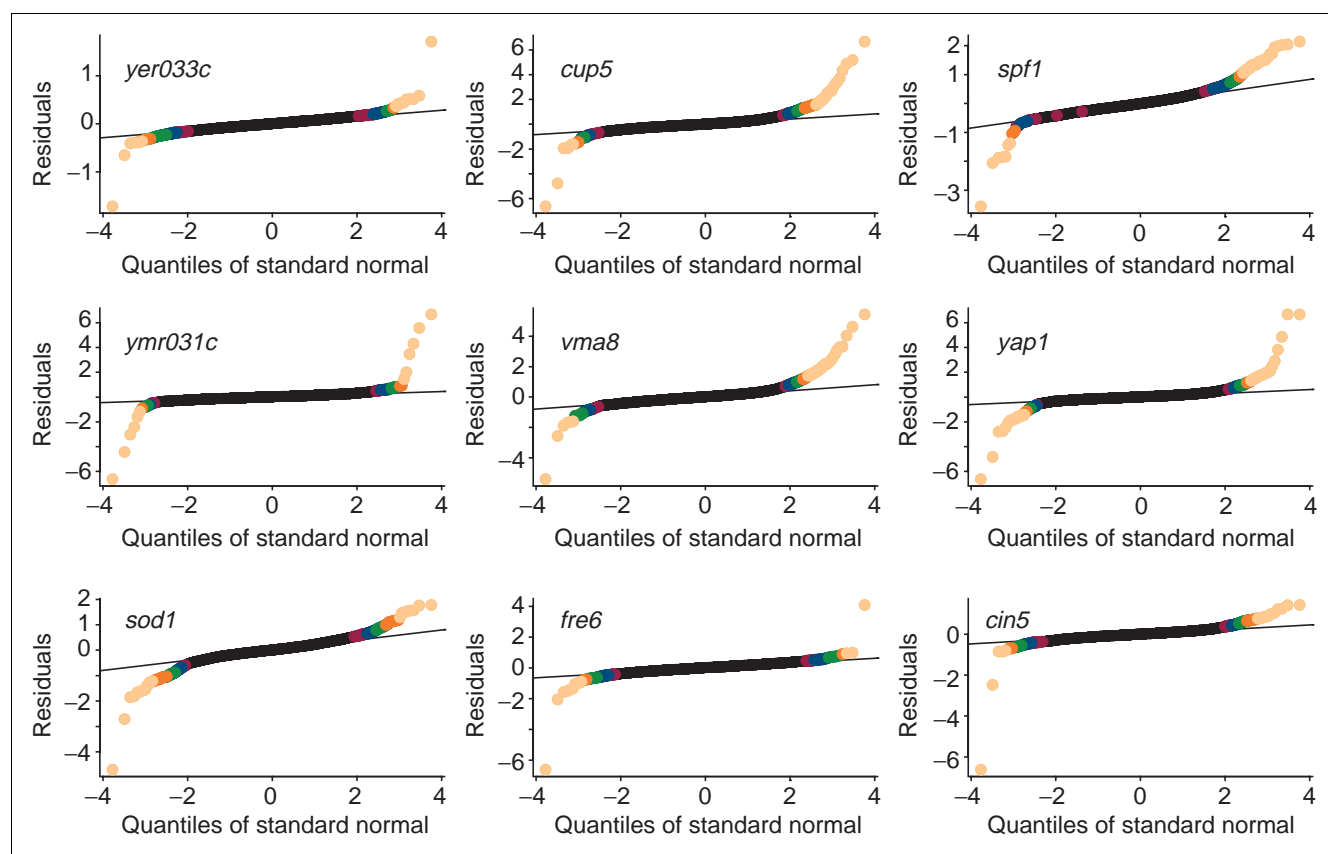 yer033c
cup5
spf1
Residuals
1
0
–1
Residuals
6
4
2
0
–2
–6
Residuals
2
1
–1
–3
–4 –2 0 2 4
–4 –2 0 2 4
–4 –2 0 2 4
Quantiles of standard normal
Quantiles of standard normal
Quantiles of standard normal
ymr031c
vma8
yap1
Residuals
6
4
2
0
–2
–6
Residuals
4
2
0
–4
Residuals
6
4
2
0
–2
–6
–4 –2 0 2 4
–4 –2 0 2 4
–4 –2 0 2 4
Quantiles of standard normal
Quantiles of standard normal
Quantiles of standard normal
sod1
fre6
cin5
Residuals
2
1
0
–2
–4
Residuals
4
2
0
–2
–6
Residuals
0
–2
–4
–6
–4 –2 0 2 4
–4 –2 0 2 4
–4 –2 0 2 4
Quantiles of standard normal
Quantiles of standard normal
Quantiles of standard normal